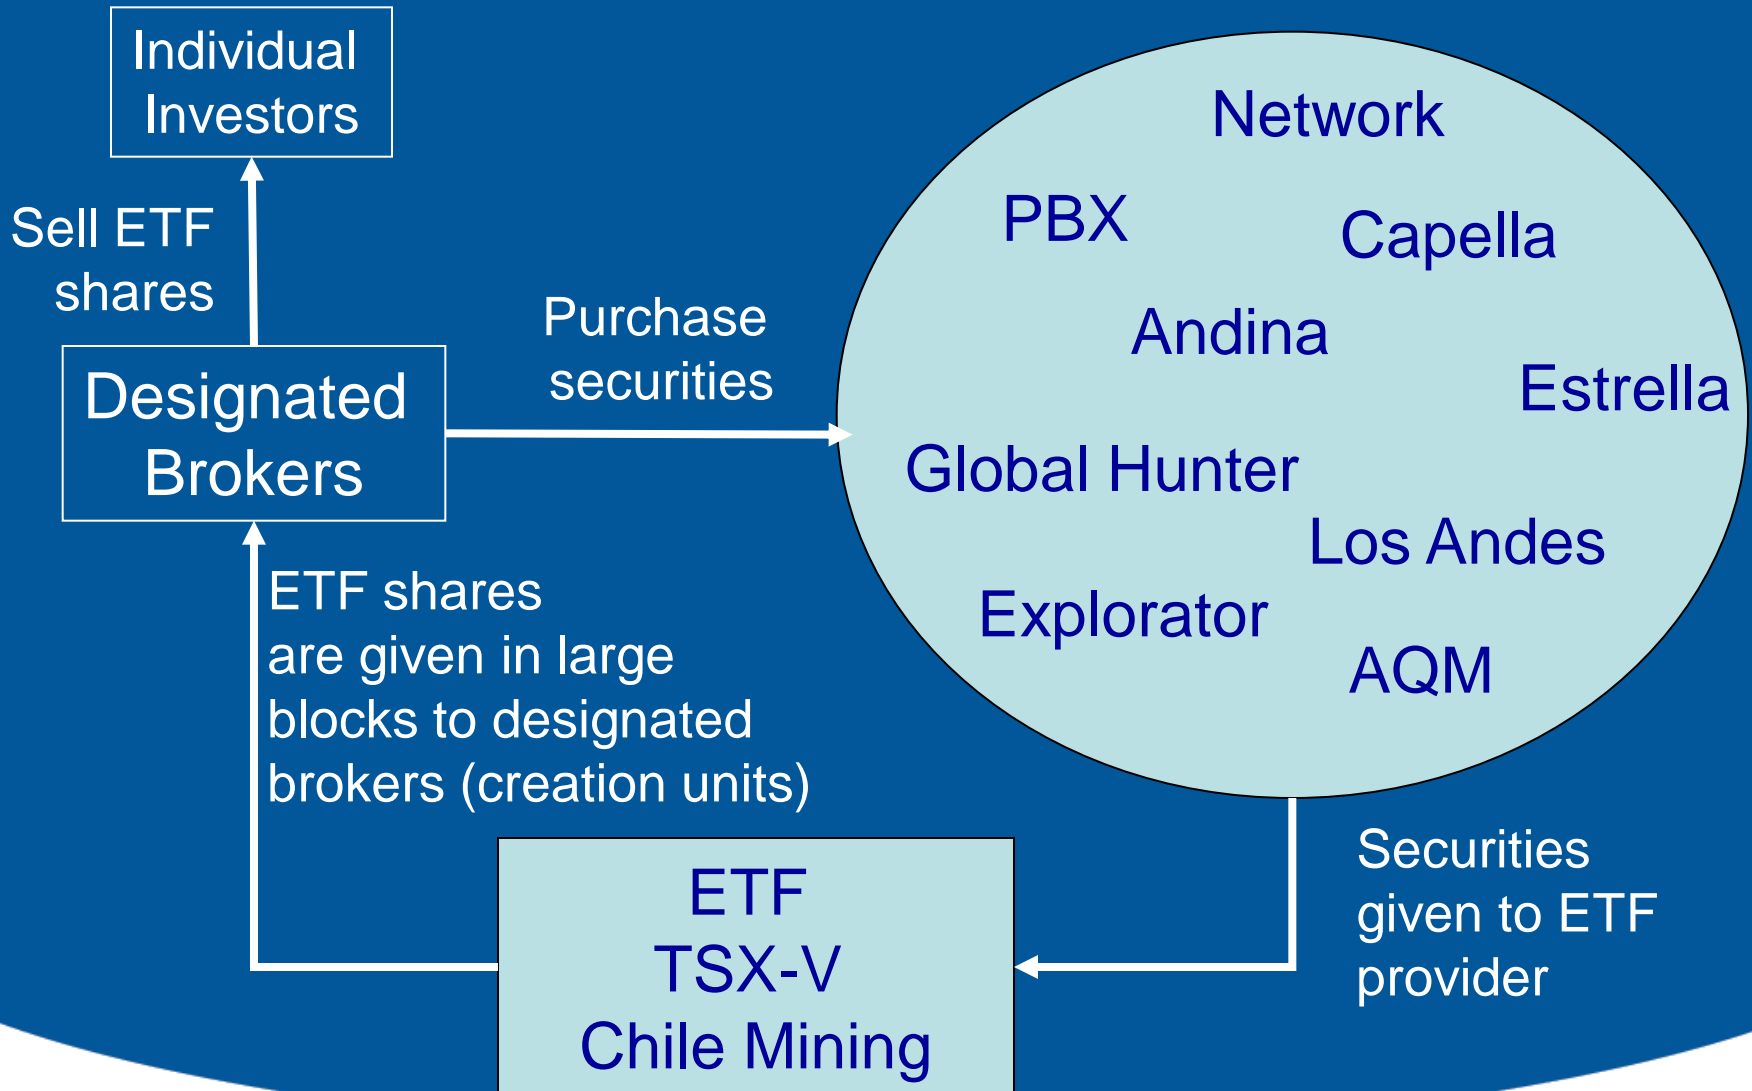 Individual
Investors
Sell ETF
shares
Designated
Brokers
Purchase
securities
Network
PBX
Capella
Andina
Estrella
Global Hunter
Los Andes
Explorator
AQM
ETF shares
are given in large
blocks to designated
brokers (creation units)
Securities
given to ETF
provider
ETF
TSX-V
Chile Mining